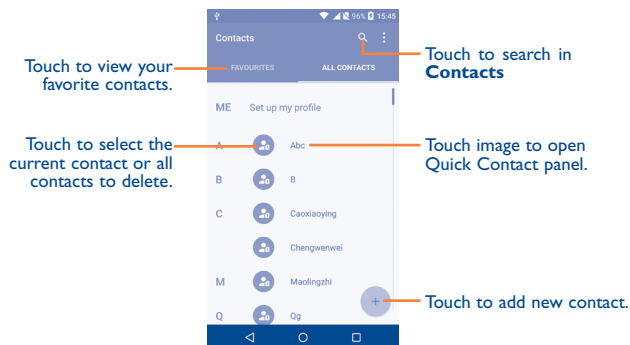 96% 15:45
Contacts
FAVOURITES ALL CONTACTS
ME Set up my profile
A Abc
B B
C Caoxiaoying
Chengwenwei
M Maolingzhi
+
Q Qg
Touch to view your
favorite contacts.
Touch to select the
current contact or all
contacts to delete.
Touch to search in
Contacts
Touch image to open
Quick Contact panel.
Touch to add new contact.